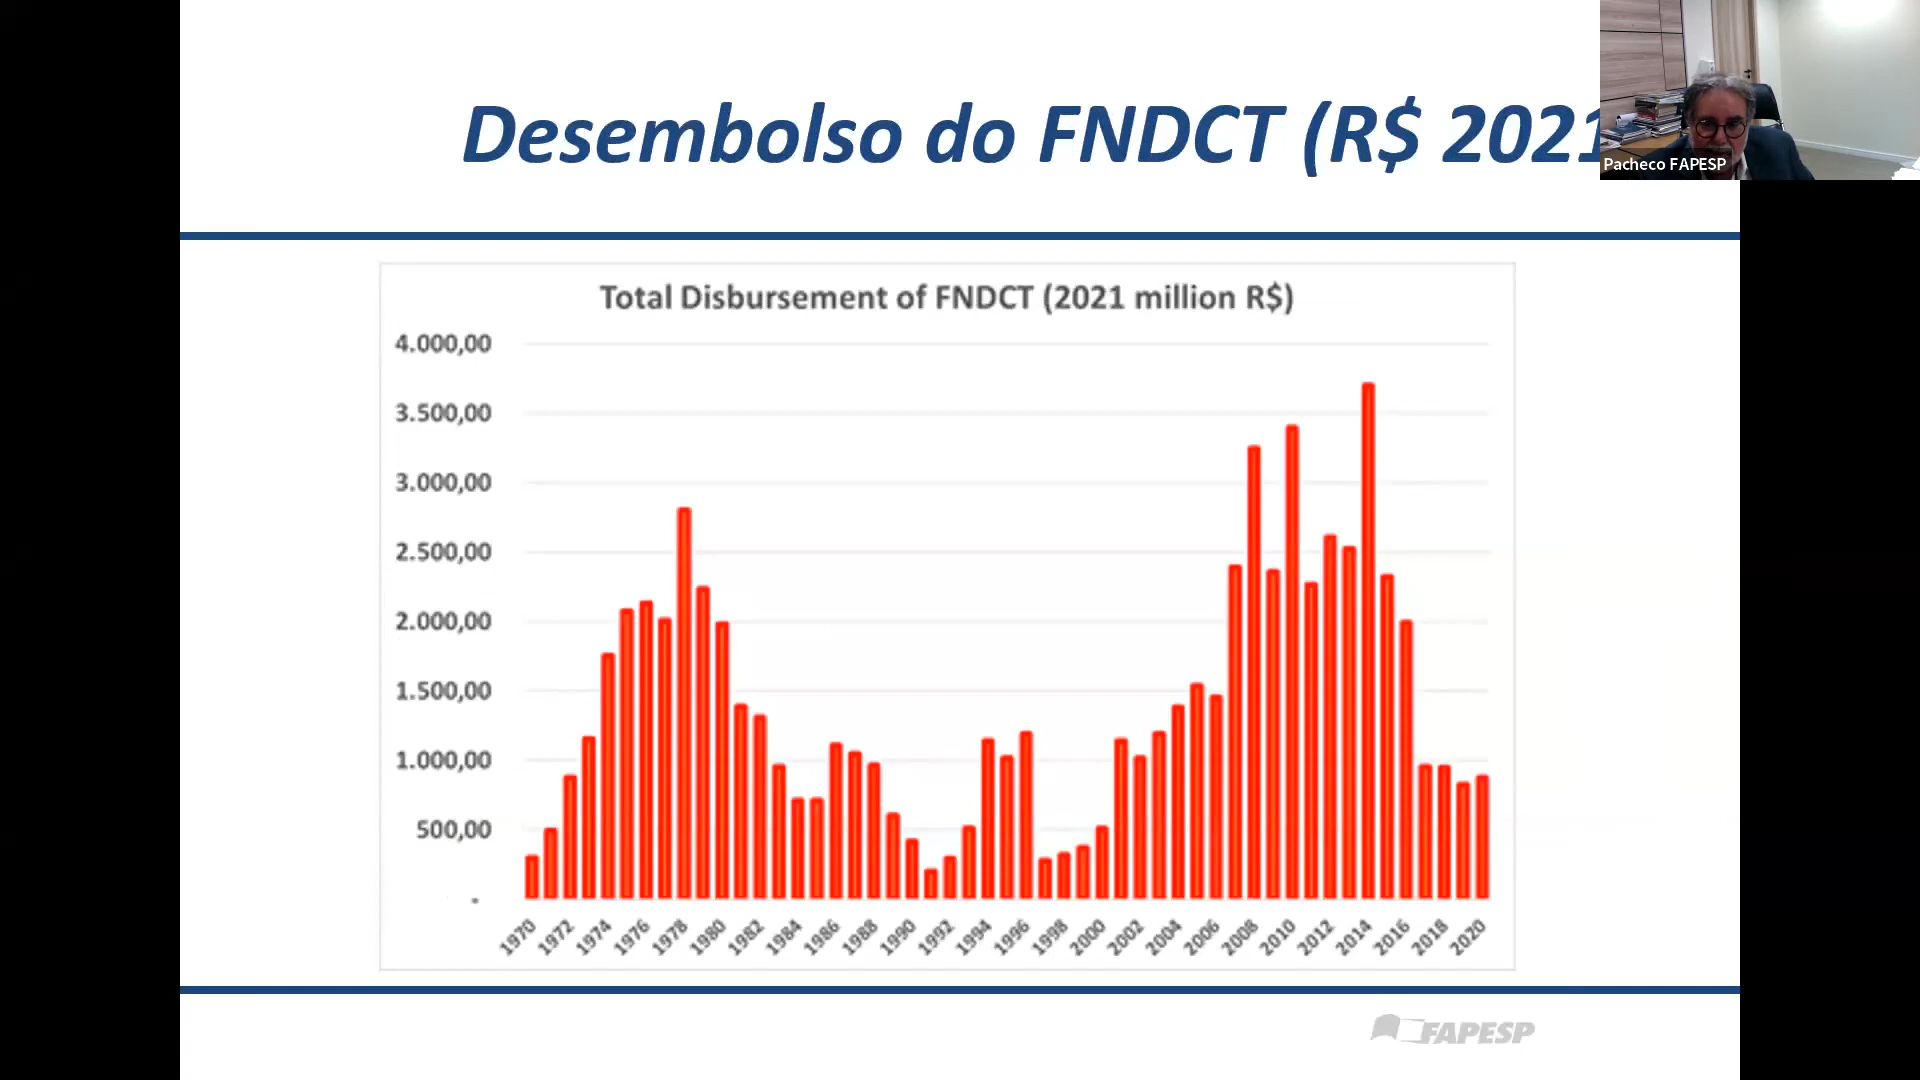 Desembolso do FNDCT (R$ 2021
Pacheco FAPESP
Total Disbursement of FNDCT (2021 million R$)
4.000,00
3.500,00
3.000,00
2.500,00
2.000,00
1.500,00
1.000,00
500,00
-
1970 1972 1974 1976 1978 1980 1982 1984 1986 1988 1990 1992 1994 1996 1998 2000 2002 2004 2006 2008 2010 2012 2014 2016 2018 2020
FAPESP